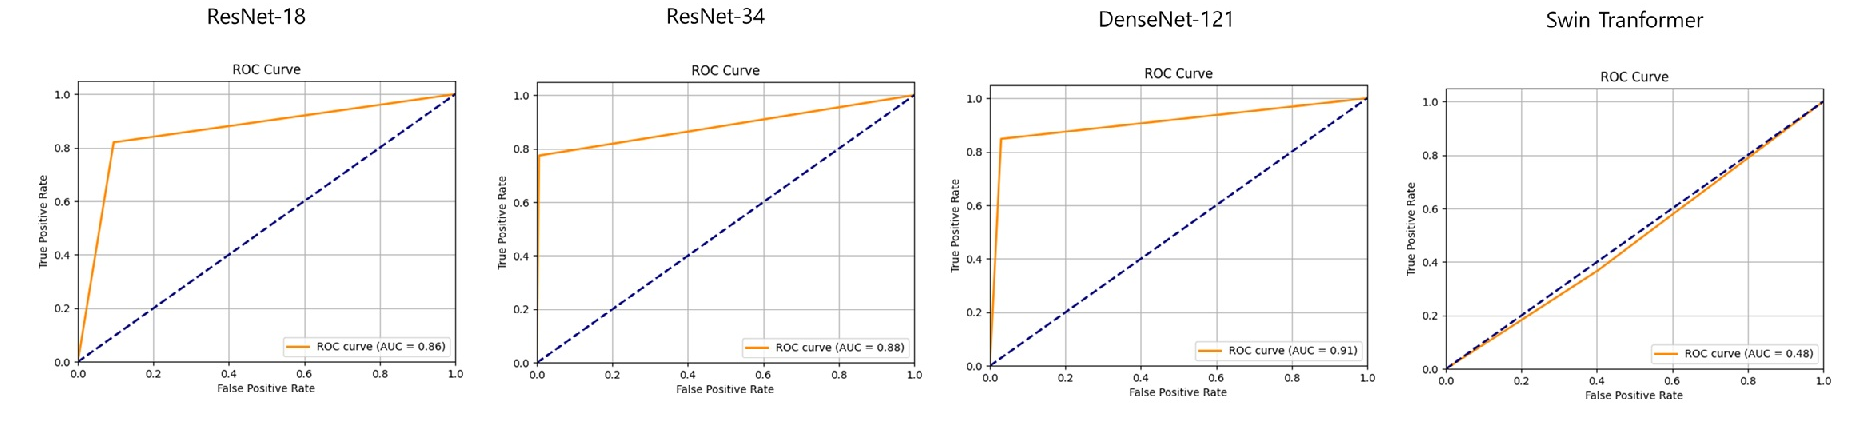 ResNet-18
ResNet-34
DenseNet-121
Swin Tranformer
ROC Curve
True Positive Rate
1.0
0.8
0.6
0.4
0.2
0.0
ROC curve (AUC = 0.86)
0.0 0.2 0.4 0.6 0.8 1.0
False Positive Rate
ROC Curve
True Positive Rate
1.0
0.8
0.6
0.4
0.2
0.0
ROC curve (AUC = 0.88)
0.0 0.2 0.4 0.6 0.8 1.0
False Positive Rate
ROC Curve
True Positive Rate
1.0
0.8
0.6
0.4
0.2
0.0
ROC curve (AUC = 0.91)
0.0 0.2 0.4 0.6 0.8 1.0
False Positive Rate
ROC Curve
True Positive Rate
1.0
0.8
0.6
0.4
0.2
0.0
ROC curve (AUC = 0.48)
0.0 0.2 0.4 0.6 0.8 1.0
False Positive Rate